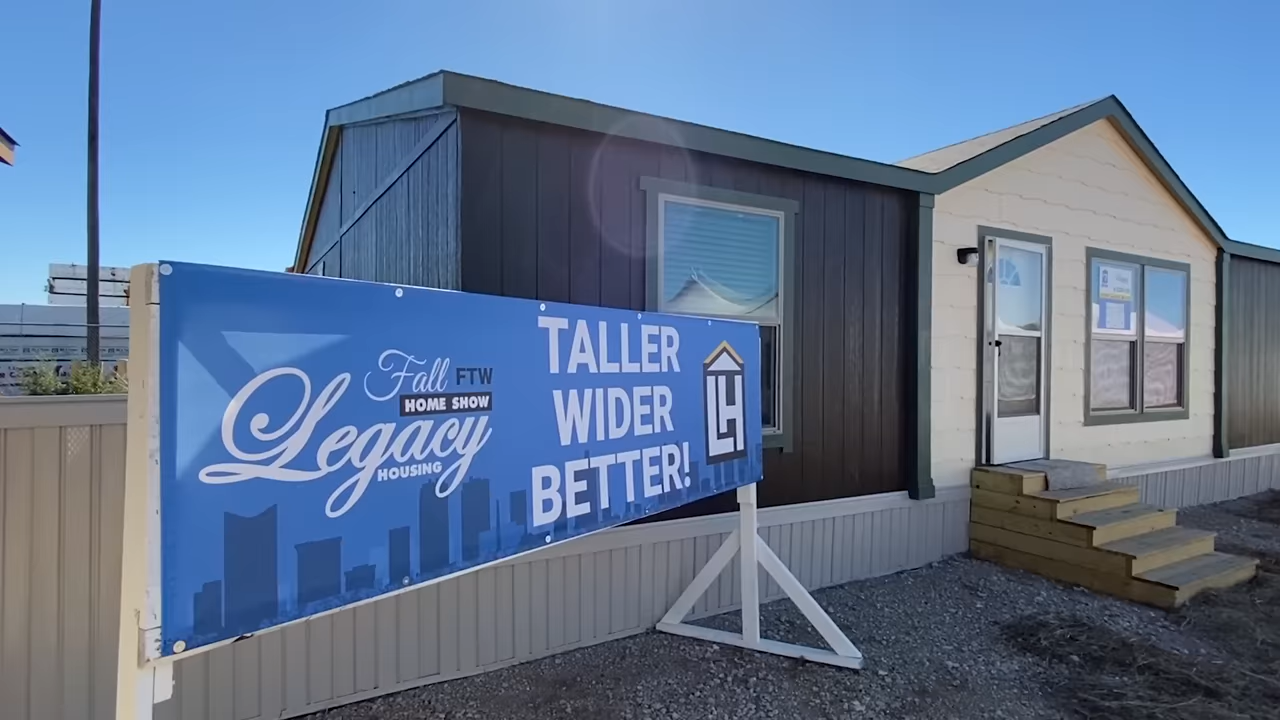 Fall FTW
HOME SHOW
Legacy
HOUSING
TALLER
WIDER
BETTER!
LH